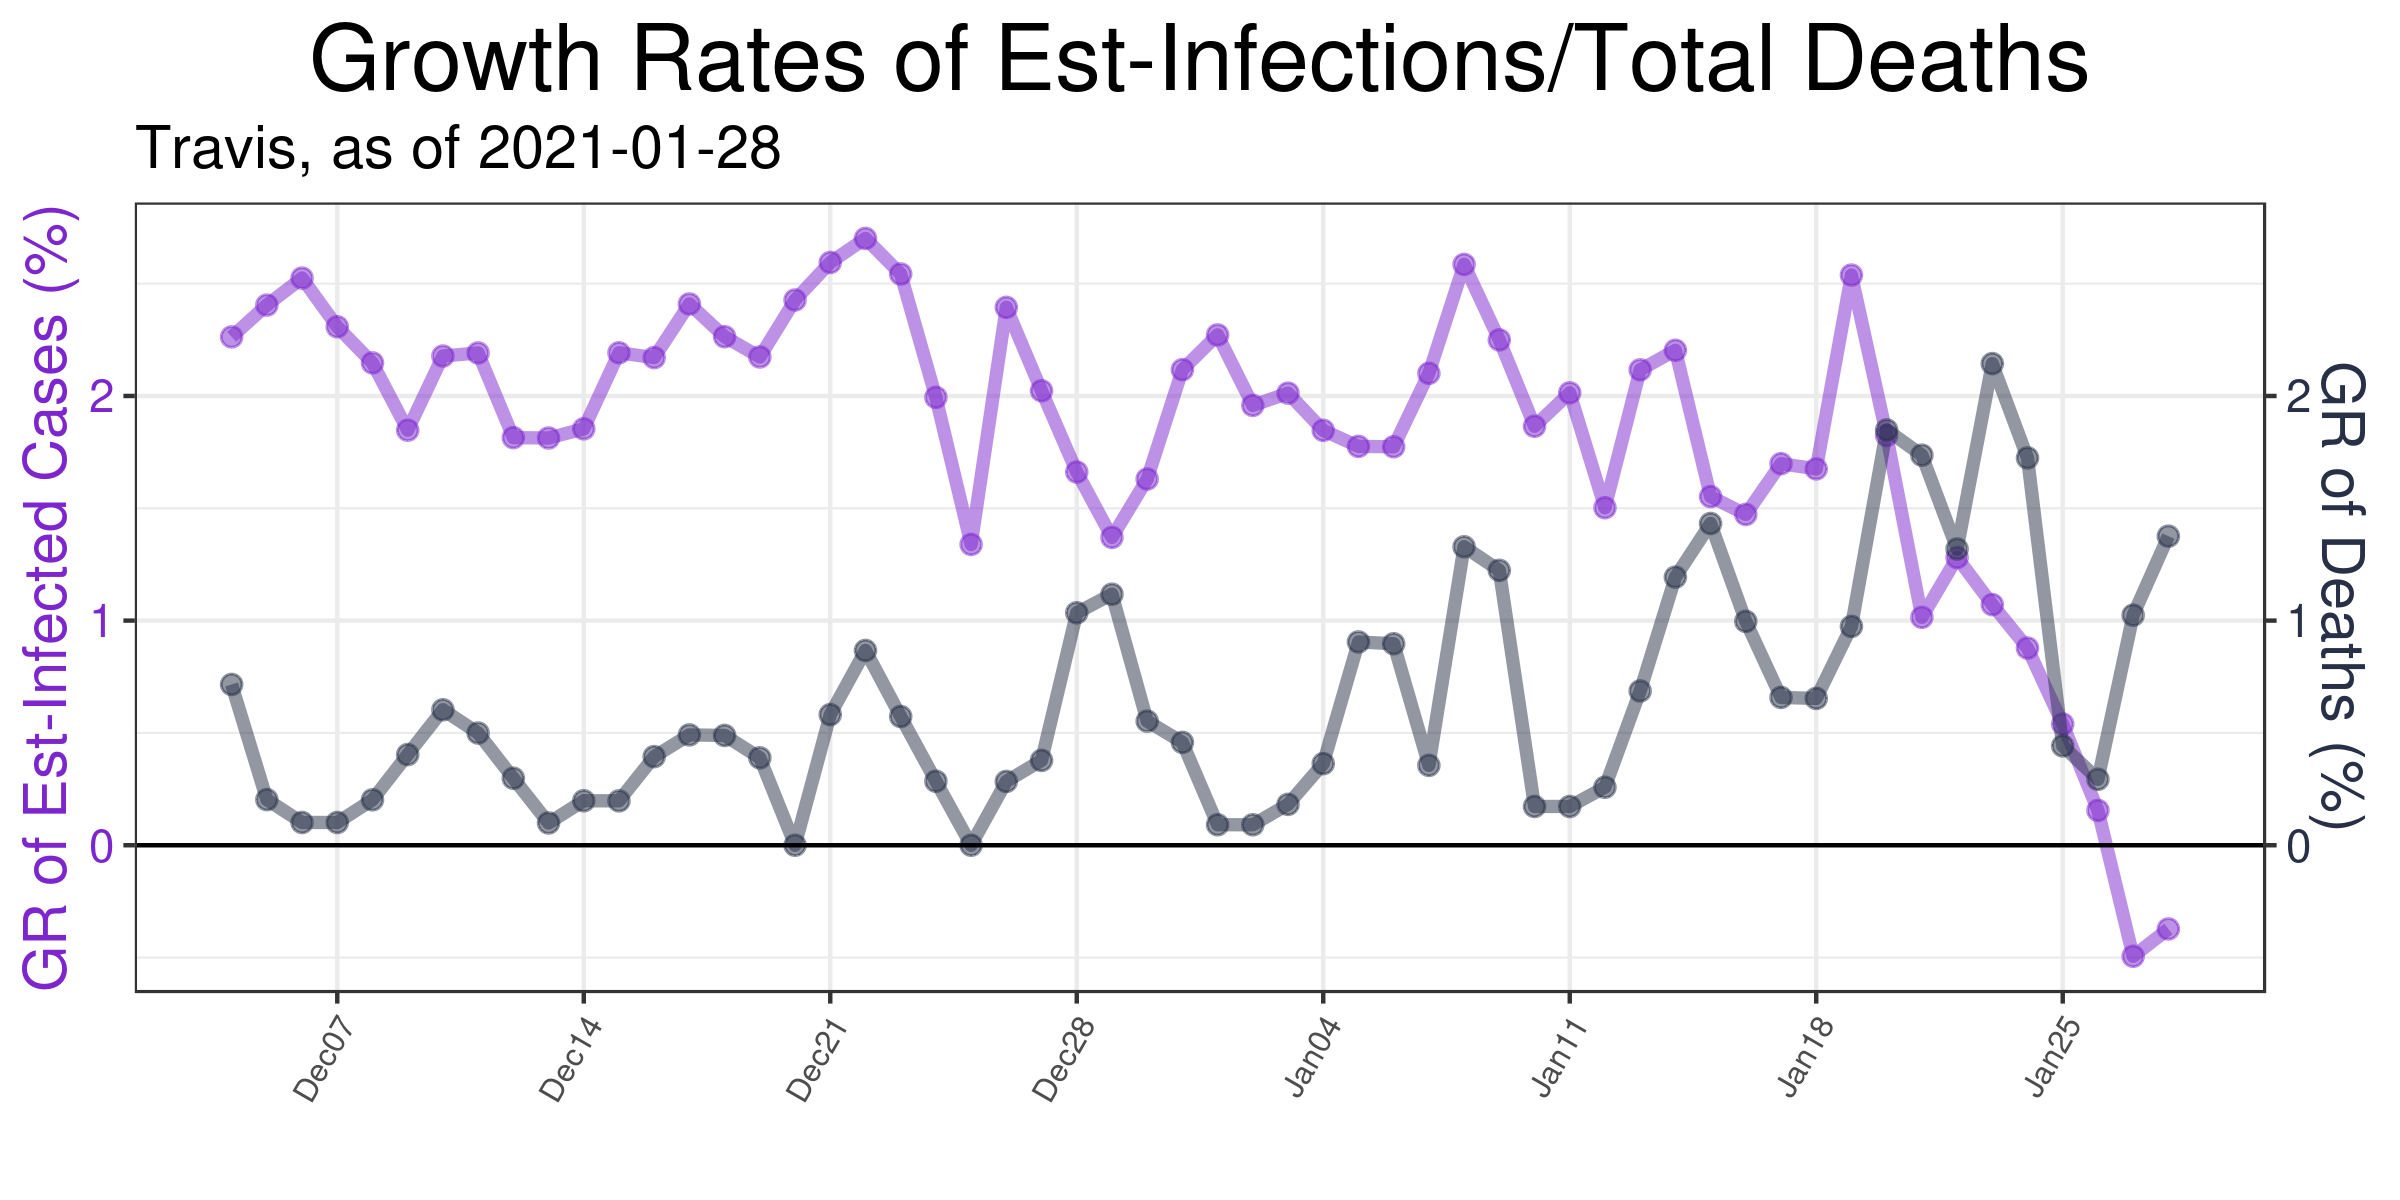 Growth Rates of Est-Infections/Total Deaths
Travis, as of 2021-01-28
GR of Est-Infected Cases (%)
2
1
0
2
1
0
GR of Deaths (%)
Dec07
Dec14
Dec21
Dec28
Jan04
Jan11
Jan18
Jan25